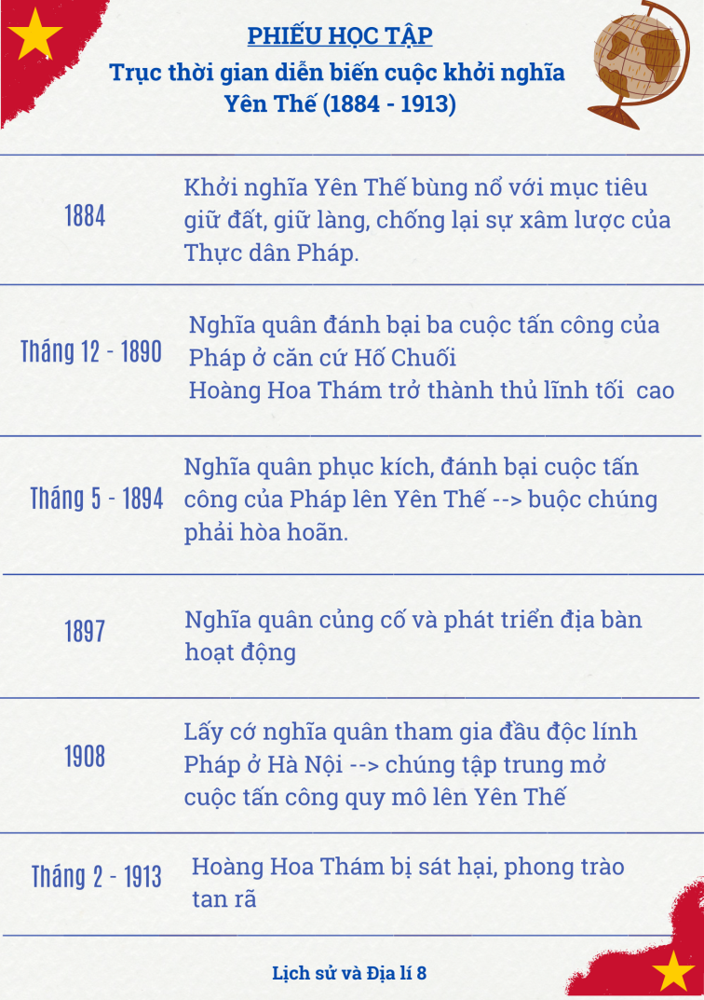 PHIẾU HỌC TẬP
Trục thời gian diễn biến cuộc khởi nghĩa
Yên Thế (1884 - 1913)
1884
Khởi nghĩa Yên Thế bùng nổ với mục tiêu
giữ đất, giữ làng, chống lại sự xâm lược của
Thực dân Pháp.
Tháng 12 - 1890
Nghĩa quân đánh bại ba cuộc tấn công của
Pháp ở căn cứ Hố Chuối
Hoàng Hoa Thám trở thành thủ lĩnh tối cao
Tháng 5 - 1894
Nghĩa quân phục kích, đánh bại cuộc tấn
công của Pháp lên Yên Thế --> buộc chúng
phải hòa hoãn.
1897
Nghĩa quân củng cố và phát triển địa bàn
hoạt động
1908
Lấy cớ nghĩa quân tham gia đầu độc lính
Pháp ở Hà Nội --> chúng tập trung mở
cuộc tấn công quy mô lên Yên Thế
Tháng 2 - 1913
Hoàng Hoa Thám bị sát hại, phong trào
tan rã
Lịch sử và Địa lí 8